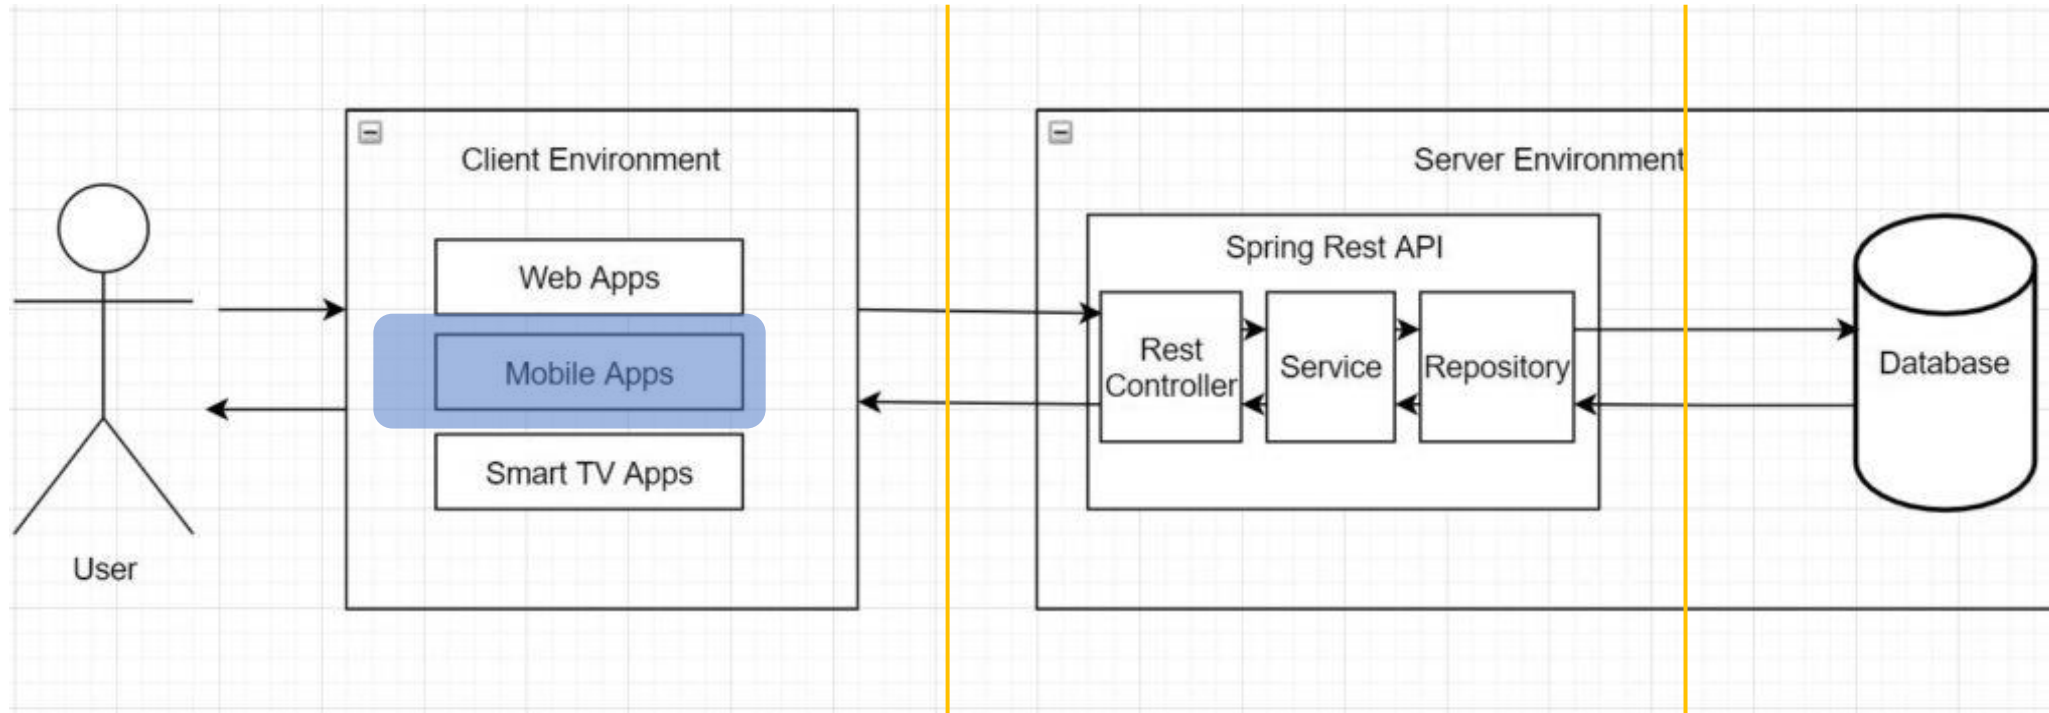 Client Environment
Web Apps
Mobile Apps
Smart TV Apps
User
Server Environment
Spring Rest API
Rest
Controller
Service
Repository
Database